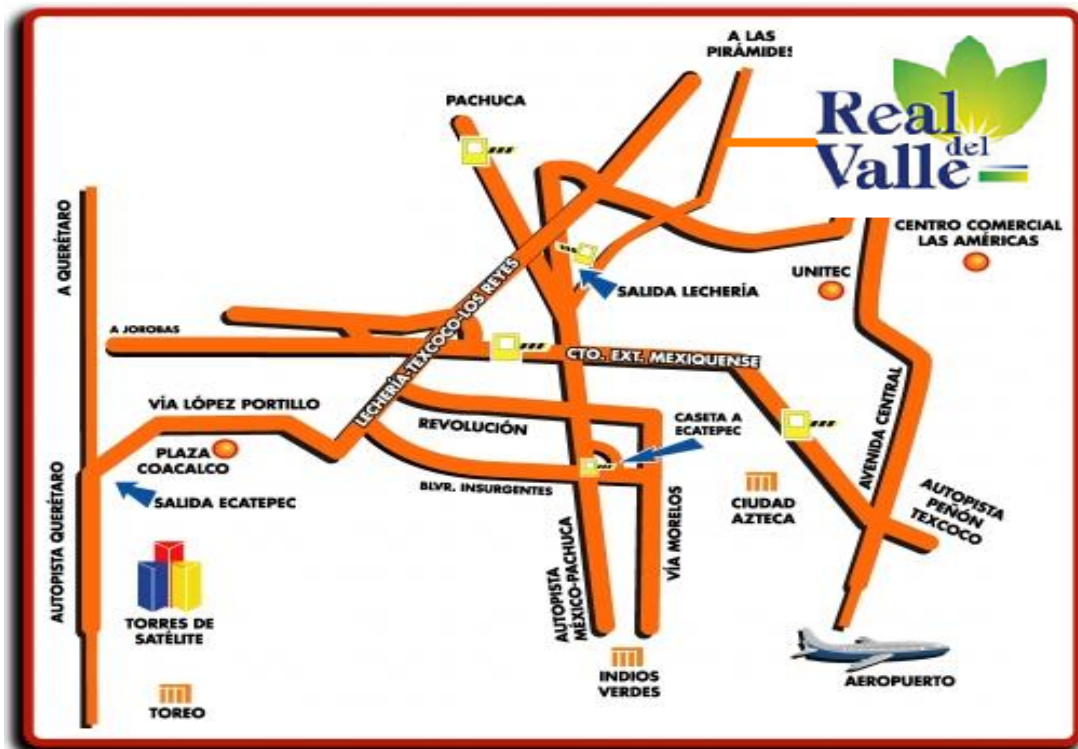 A LAS
PIRÁMIDES
PACHUCA
Real
del
Valle
A QUERÉTARO
CENTRO COMERCIAL
LAS AMÉRICAS
UNITEC
SALIDA LECHERÍA
LECHERÍA-TEXCOCO-LOS REYES
A JOROBAS
CTO. EXT. MEXIQUENSE
VÍA LÓPEZ PORTILLO
REVOLUCIÓN
CASETA A
ECATEPEC
AVENIDA CENTRAL
PLAZA
COACALCO
BLVR. INSURGENTES
SALIDA ECATEPEC
CIUDAD
AZTECA
AUTOPISTA
PEÑÓN
TEXCOCO
AUTOPISTA QUERÉTARO
AUTOPISTA
MÉXICO-PACHUCA
VÍA MORELOS
TORRES DE
SATÉLITE
INDIOS
VERDES
AEROPUERTO
TOREO